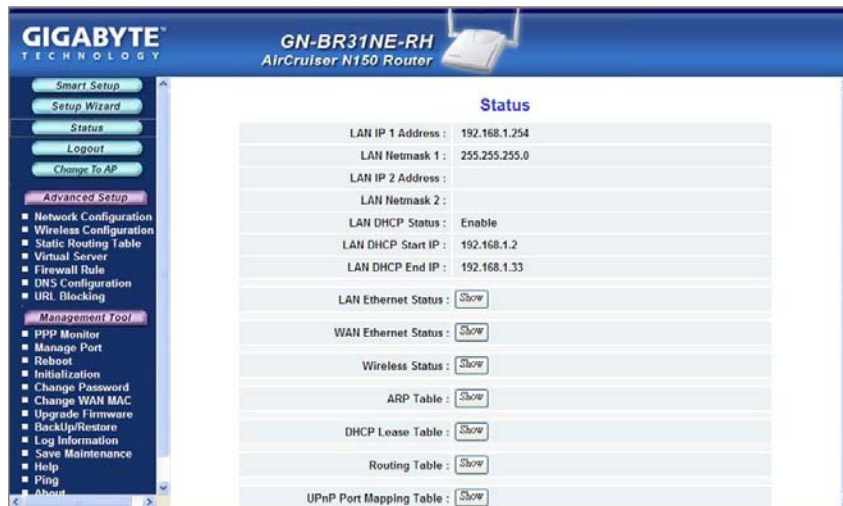 GIGABYTE™
TECHNOLOGY
GN-BR31NE-RH
AirCruiser N150 Router
Smart Setup
Setup Wizard
Status
Logout
Change To AP
Advanced Setup
Network Configuration
Wireless Configuration
Static Routing Table
Virtual Server
Firewall Rule
DNS Configuration
URL Blocking
Management Tool
PPP Monitor
Manage Port
Reboot
Initialization
Change Password
Change WAN MAC
Upgrade Firmware
BackUp/Restore
Log Information
Save Maintenance
Help
Ping
About
Status
LAN IP 1 Address : 192.168.1.254
LAN Netmask 1 : 255.255.255.0
LAN IP 2 Address :
LAN Netmask 2 :
LAN DHCP Status : Enable
LAN DHCP Start IP : 192.168.1.2
LAN DHCP End IP : 192.168.1.33
LAN Ethernet Status : Show
WAN Ethernet Status : Show
Wireless Status : Show
ARP Table : Show
DHCP Lease Table : Show
Routing Table : Show
UPnP Port Mapping Table : Show